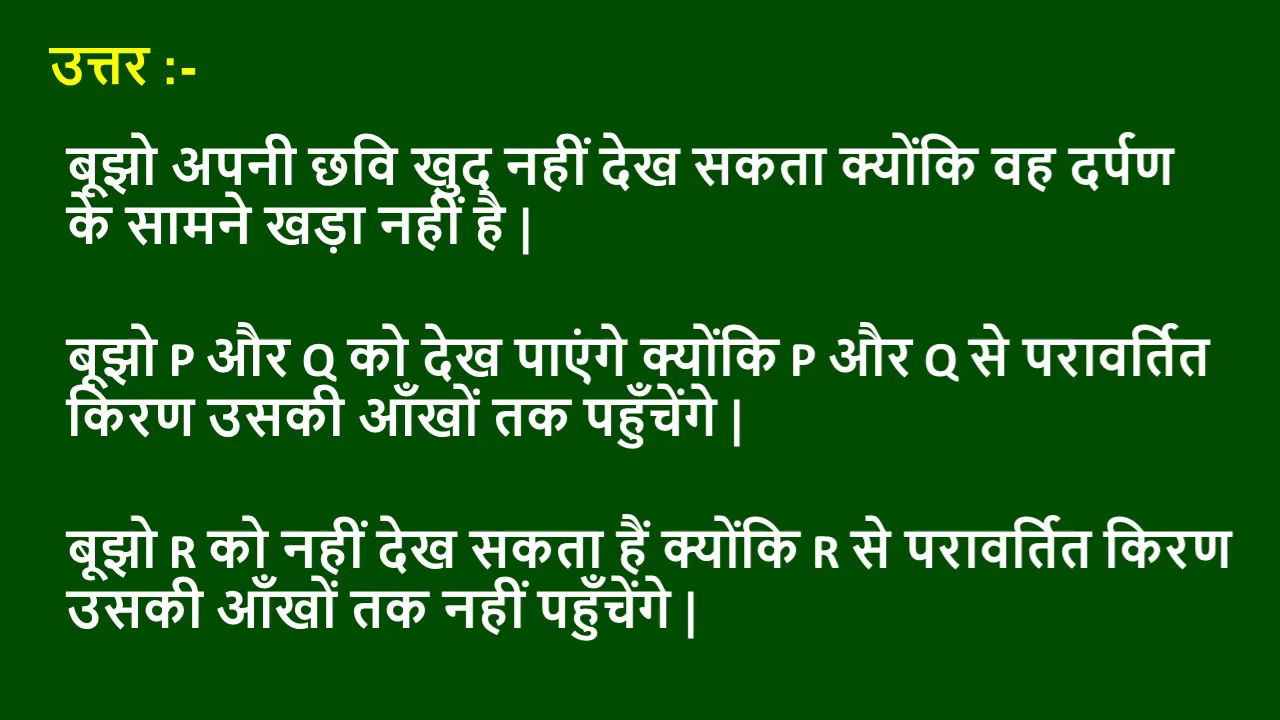 उत्तर :-
बूझो अपनी छवि खुद नहीं देख सकता क्योंकि वह दर्पण
के सामने खड़ा नहीं है |
बूझो P और Q को देख पाएंगे क्योंकि P और Q से परावर्तित
किरण उसकी आँखों तक पहुँचेंगे |
बूझो R को नहीं देख सकता हैं क्योंकि R से परावर्तित किरण
उसकी आँखों तक नहीं पहुँचेंगे |